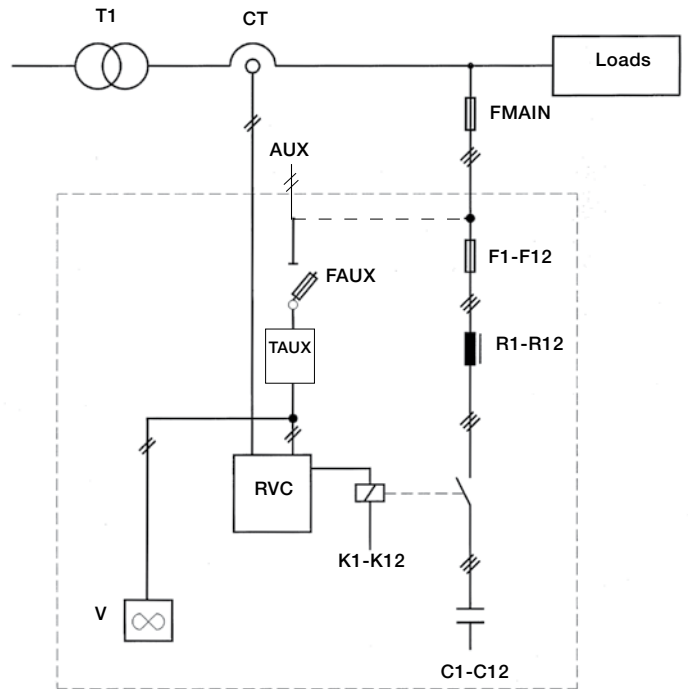 T1
CT
Loads
FMAIN
AUX
F1-F12
FAUX
R1-R12
TAUX
RVC
K1-K12
V
C1-C12